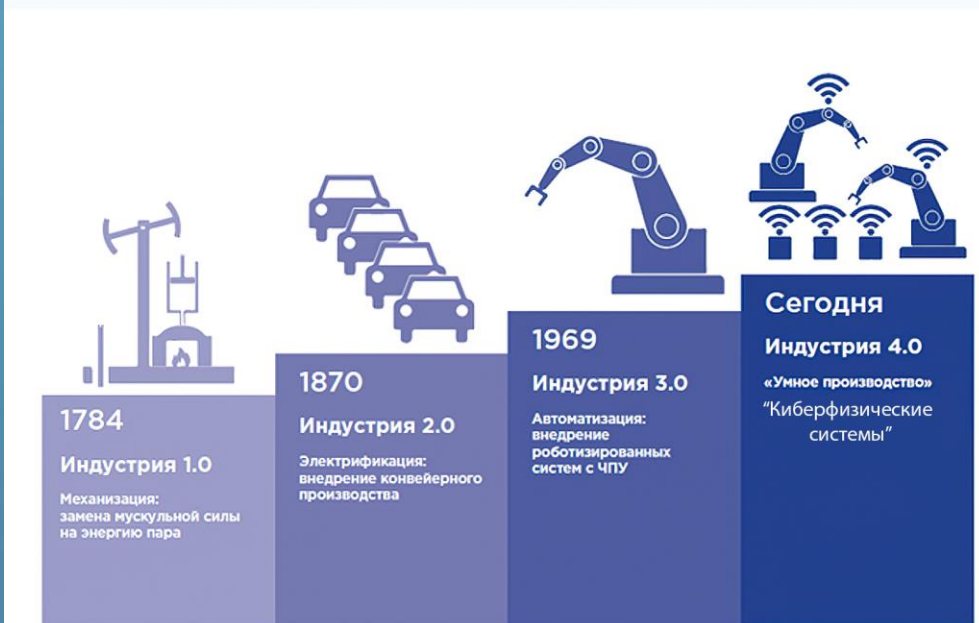 1784
Индустрия 1.0
Механизация:
замена мускульной силы
на энергию пара
1870
Индустрия 2.0
Электрификация:
внедрение конвейерного
производства
1969
Индустрия 3.0
Автоматизация:
внедрение
роботизированных
систем с ЧПУ
Сегодня
Индустрия 4.0
«Умное производство»
“Киберфизические
системы”